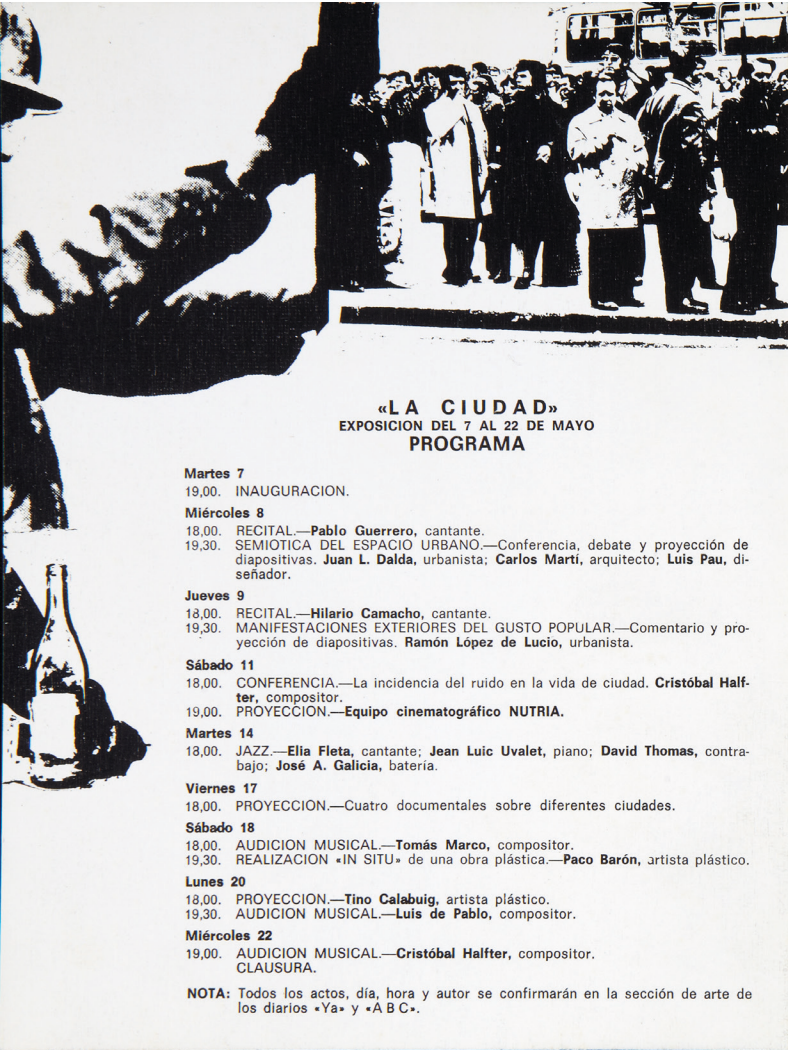 «LA CIUDAD»
EXPOSICION DEL 7 AL 22 DE MAYO
PROGRAMA
Martes 7
19,00. INAUGURACION.
Miércoles 8
18,00. RECITAL.—Pablo Guerrero, cantante.
19,30. SEMIOTICA DEL ESPACIO URBANO.—Conferencia, debate y proyección de
diapositivas. Juan L. Dalda, urbanista; Carlos Martí, arquitecto; Luis Pau, di-
señador.
Jueves 9
18,00. RECITAL.—Hilario Camacho, cantante.
19,30. MANIFESTACIONES EXTERIORES DEL GUSTO POPULAR.—Comentario y pro-
yección de diapositivas. Ramón López de Lucio, urbanista.
Sábado 11
18,00. CONFERENCIA.—La incidencia del ruido en la vida de ciudad. Cristóbal Half-
ter, compositor.
19,00. PROYECCION.—Equipo cinematográfico NUTRIA.
Martes 14
18,00. JAZZ.—Elia Fleta, cantante; Jean Luic Uvalet, piano; David Thomas, contra-
bajo; José A. Galicia, batería.
Viernes 17
18,00. PROYECCION.—Cuatro documentales sobre diferentes ciudades.
Sábado 18
18,00. AUDICION MUSICAL.—Tomás Marco, compositor.
19,30. REALIZACION «IN SITU» de una obra plástica.—Paco Barón, artista plástico.
Lunes 20
18,00. PROYECCION.—Tino Calabuig, artista plástico.
19,30. AUDICION MUSICAL.—Luis de Pablo, compositor.
Miércoles 22
19,00. AUDICION MUSICAL.—Cristóbal Halfter, compositor.
CLAUSURA.
NOTA: Todos los actos, día, hora y autor se confirmarán en la sección de arte de
los diarios «Ya» y «A B C».